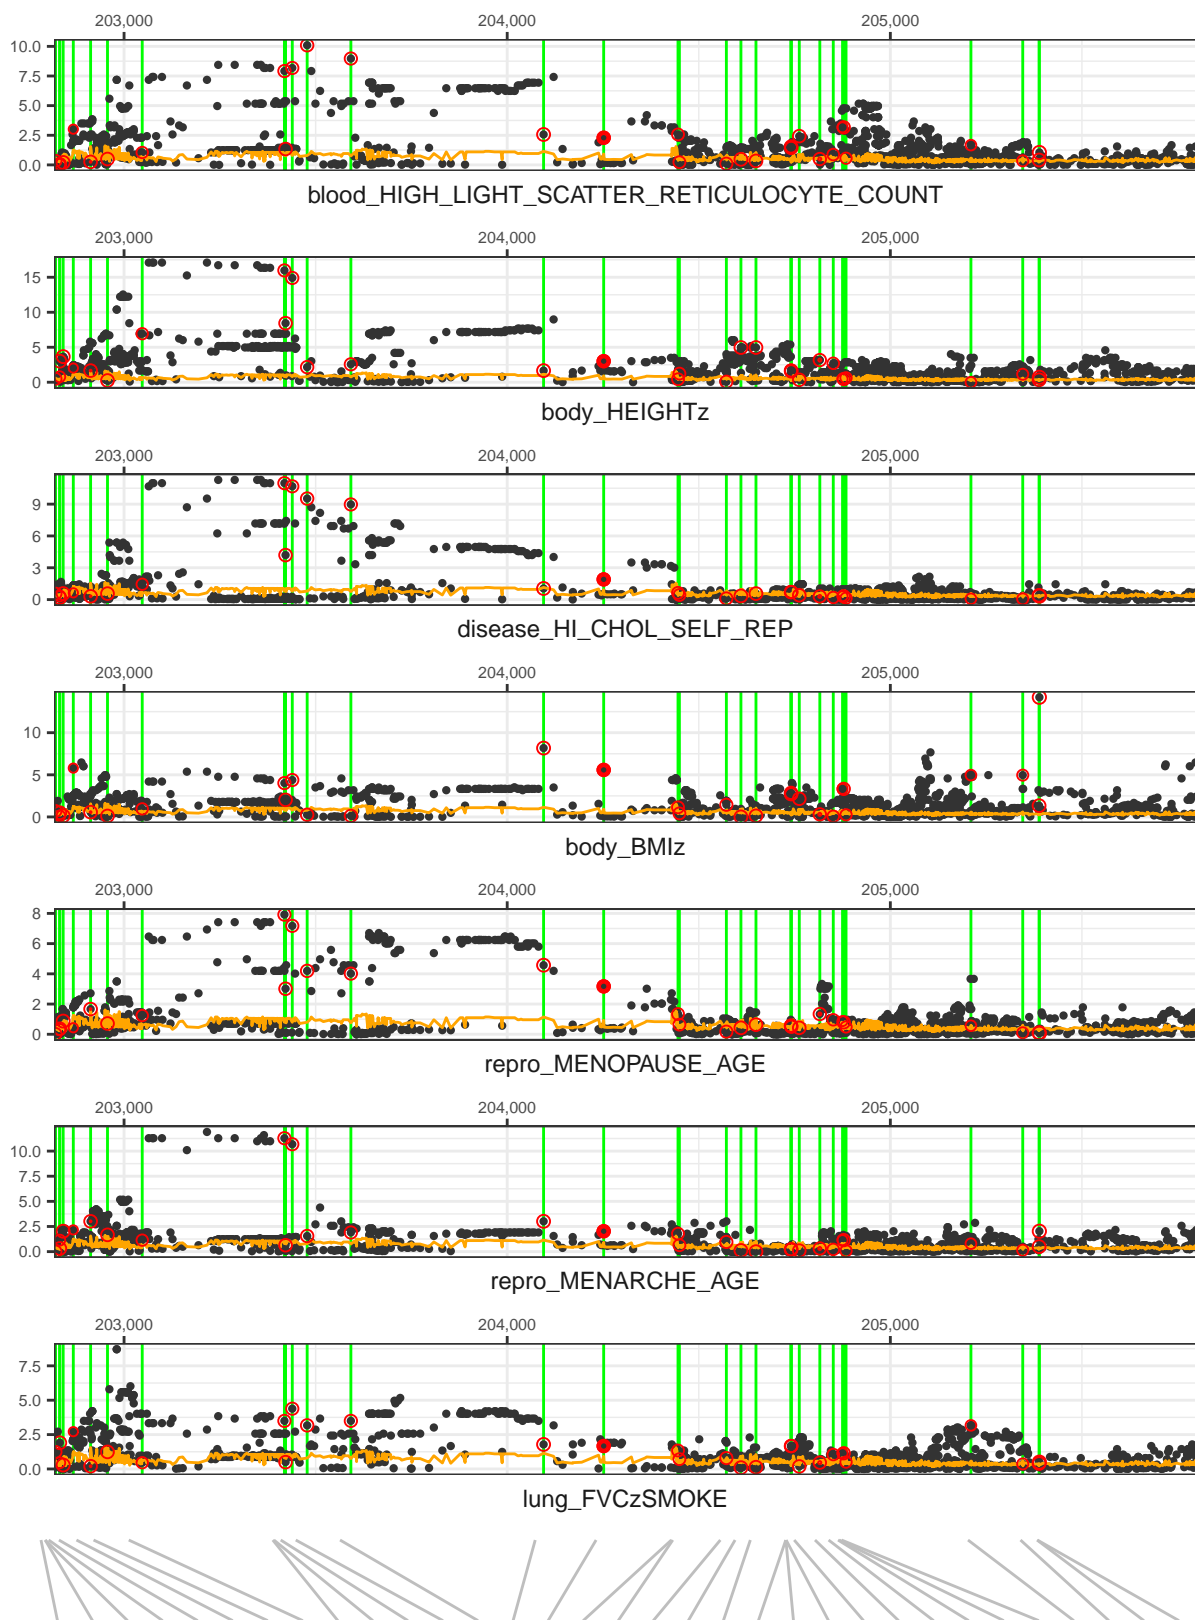 203,000 204,000 205,000
10.0
7.5
5.0
2.5
0.0
blood_HIGH_LIGHT_SCATTER_RETICULOCYTE_COUNT
203,000 204,000 205,000
15
10
5
0
body_HEIGHTz
203,000 204,000 205,000
9
6
3
0
disease_HI_CHOL_SELF_REP
203,000 204,000 205,000
10
5
0
body_BMIz
203,000 204,000 205,000
8
6
4
2
0
repro_MENOPAUSE_AGE
203,000 204,000 205,000
10.0
7.5
5.0
2.5
0.0
repro_MENARCHE_AGE
203,000 204,000 205,000
7.5
5.0
2.5
0.0
lung_FVCzSMOKE